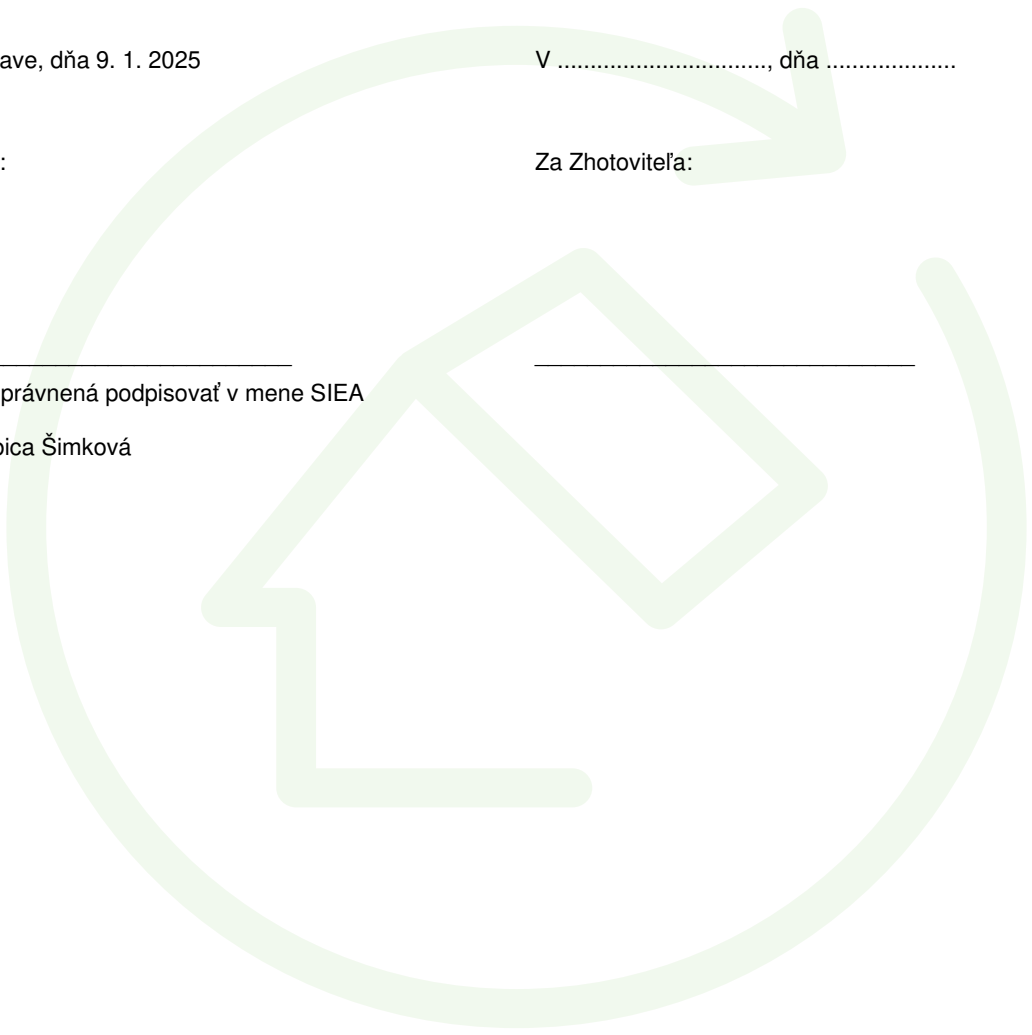 ave, dňa 9. 1. 2025 V ................................, dňa ....................
: Za Zhotoviteľa:
právnená podpisovať v mene SIEA
bica Šimková